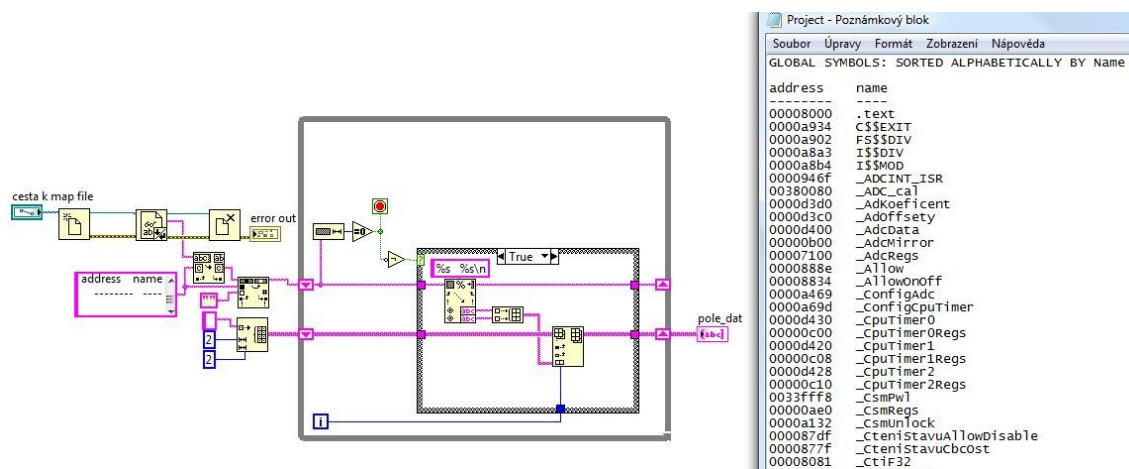 cesta k map file
error out
address name
-------- ----
2
2
i
=0
?
True
%s %s\n
pole_dat
Project - Poznámkový blok
Soubor Úpravy Formát Zobrazení Nápověda
GLOBAL SYMBOLS: SORTED ALPHABETICALLY BY Name
address name
-------- ----
00008000 .text
0000a934 C$$EXIT
0000a902 FS$$DIV
0000a8a3 I$$DIV
0000a8b4 I$$MOD
0000946f _ADCINT_ISR
00380080 _ADC_cal
0000d3d0 _AdKoeficent
0000d3c0 _AdOffsety
0000d400 _AdcData
00000b00 _AdcMirror
00007100 _AdcRegs
0000888e _Allow
00008834 _AllowOnOff
0000a469 _ConfigAdc
0000a69d _ConfigCpuTimer
0000d430 _CpuTimer0
00000c00 _CpuTimer0Regs
0000d420 _CpuTimer1
00000c08 _CpuTimer1Regs
0000d428 _CpuTimer2
00000c10 _CpuTimer2Regs
0033fff8 _CsmPwl
00000ae0 _CsmRegs
0000a132 _CsmUnlock
000087df _CteniStavuAllowDisable
0000877f _CteniStavuCbcOst
00008081 _CtiF32